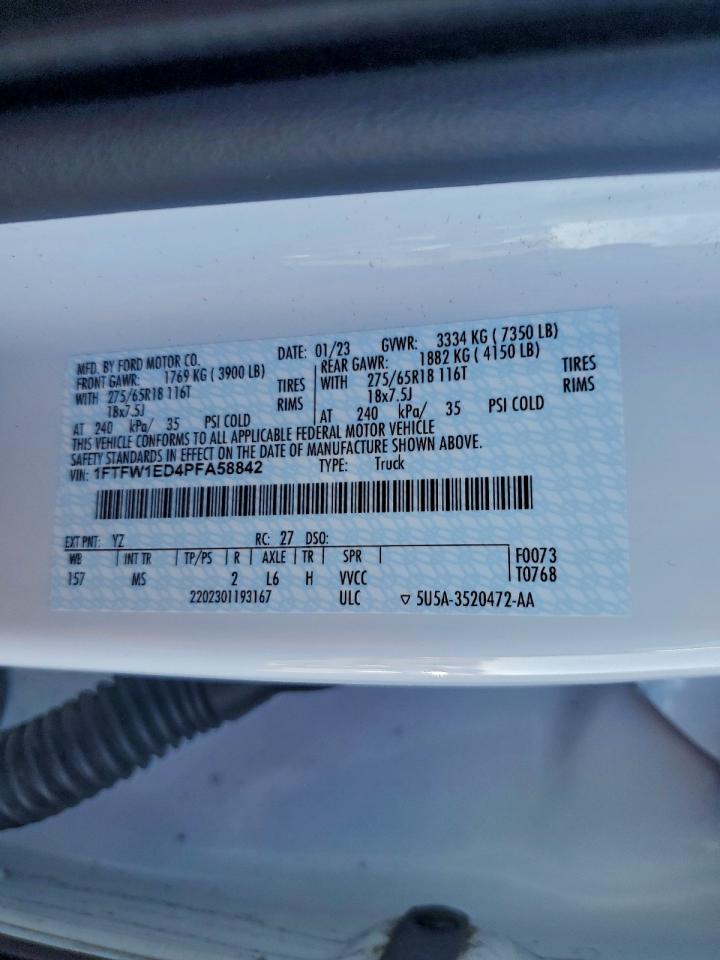 MFD. BY FORD MOTOR CO.
DATE: 01/23 GVWR: 3334 KG ( 7350 LB)
FRONT GAWR: 1769 KG ( 3900 LB)
WITH 275/65R18 116T TIRES
18x7.5J RIMS
AT 240 kPa/ 35 PSI COLD
REAR GAWR: 1882 KG ( 4150 LB)
WITH 275/65R18 116T TIRES
18x7.5J RIMS
AT 240 kPa/ 35 PSI COLD
THIS VEHICLE CONFORMS TO ALL APPLICABLE FEDERAL MOTOR VEHICLE
SAFETY STANDARDS IN EFFECT ON THE DATE OF MANUFACTURE SHOWN ABOVE.
VIN: 1FTFW1ED4PFA58842 TYPE: Truck
EXT PNT: YZ RC: 27 DSO:
WB INT TR TP/PS R AXLE TR SPR F0073
157 MS 2 L6 H VVCC T0768
2202301193167 ULC ▽ 5U5A-3520472-AA